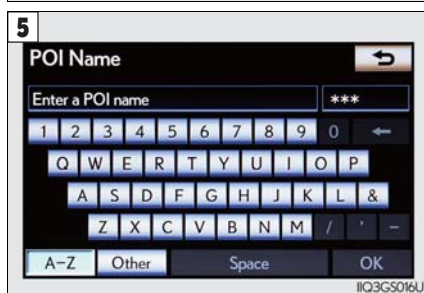 5
POI Name
Enter a POI name ***
1 2 3 4 5 6 7 8 9 0
Q W E R T Y U I O P
A S D F G H J K L &
Z X C V B N M / ' -
A-Z Other Space OK
IIQ3GS016U